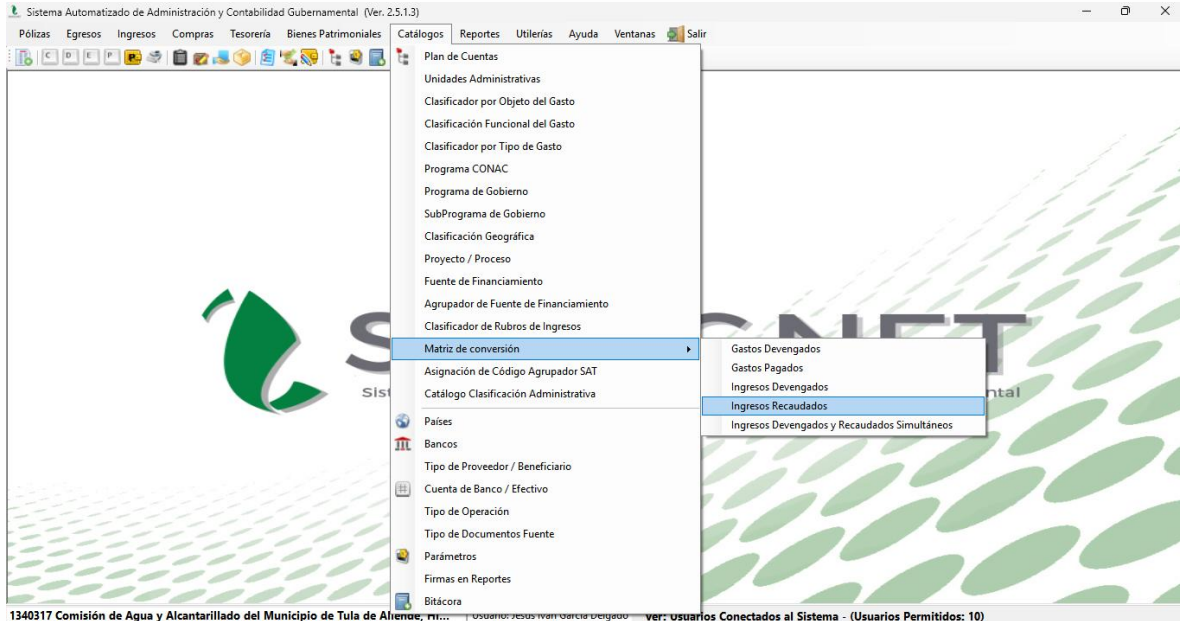 Sistema Automatizado de Administración y Contabilidad Gubernamental (Ver. 2.5.1.3)
Pólizas Egresos Ingresos Compras Tesorería Bienes Patrimoniales Catálogos Reportes Utilerías Ayuda Ventanas Salir
C D E P
Plan de Cuentas
Unidades Administrativas
Clasificador por Objeto del Gasto
Clasificación Funcional del Gasto
Clasificador por Tipo de Gasto
Programa CONAC
Programa de Gobierno
SubPrograma de Gobierno
Clasificación Geográfica
Proyecto / Proceso
Fuente de Financiamiento
Agrupador de Fuente de Financiamiento
Clasificador de Rubros de Ingresos
Matriz de conversión
Asignación de Código Agrupador SAT
Catálogo Clasificación Administrativa
Países
Bancos
Tipo de Proveedor / Beneficiario
Cuenta de Banco / Efectivo
Tipo de Operación
Tipo de Documentos Fuente
Parámetros
Firmas en Reportes
Bitácora
Gastos Devengados
Gastos Pagados
Ingresos Devengados
Ingresos Recaudados
Ingresos Devengados y Recaudados Simultáneos
1340317 Comisión de Agua y Alcantarillado del Municipio de Tula de Allende, Hi... Usuario: Jesus Ivan Garcia Delgado Ver: Usuarios Conectados al Sistema - (Usuarios Permitidos: 10)